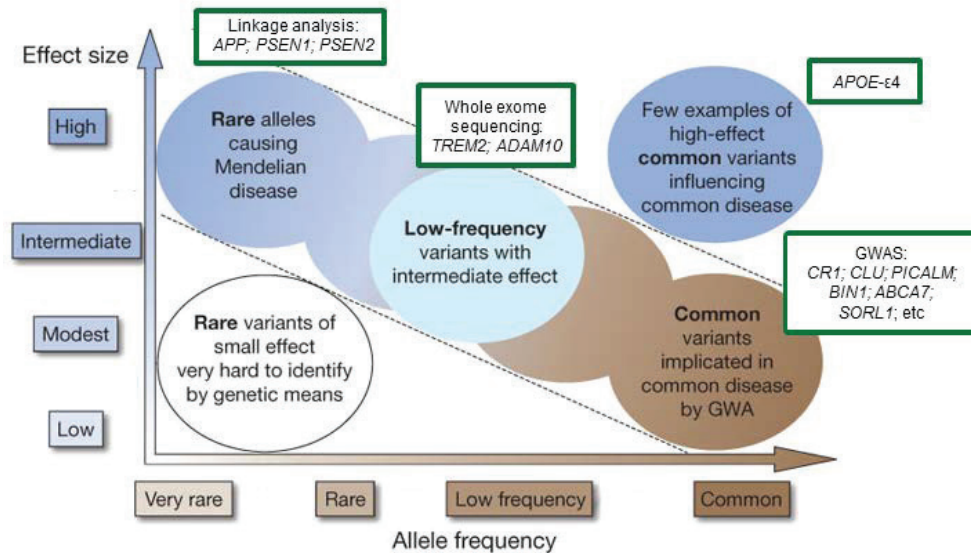 Effect size
High
Intermediate
Modest
Low
Linkage analysis:
APP; PSEN1; PSEN2
Whole exome
sequencing:
TREM2; ADAM10
APOE-ε4
GWAS:
CR1; CLU; PICALM;
BIN1; ABCA7;
SORL1; etc
Rare alleles
causing
Mendelian
disease
Low-frequency
variants with
intermediate effect
Few examples of
high-effect
common variants
influencing
common disease
Rare variants of
small effect
very hard to identify
by genetic means
Common
variants
implicated in
common disease
by GWA
Very rare
Rare
Low frequency
Common
Allele frequency